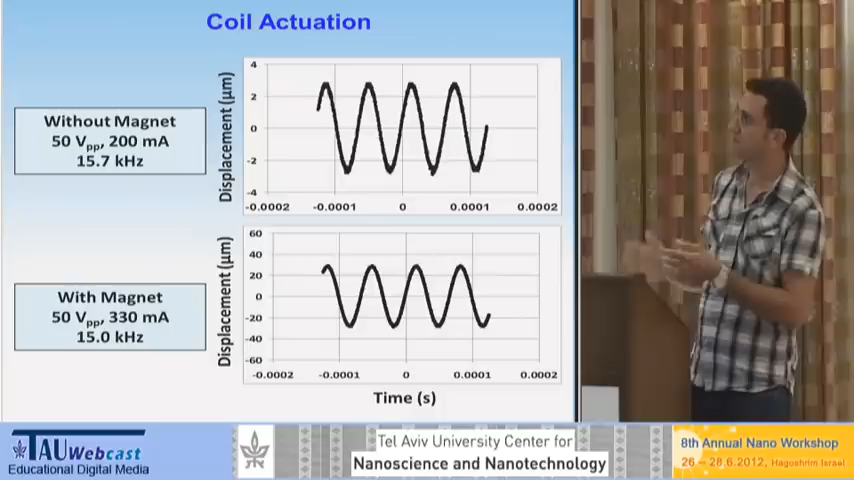 Coil Actuation
Without Magnet
50 Vpp, 200 mA
15.7 kHz
Displacement (µm)
4
2
0
-2
-4
-0.0002 -0.0001 0 0.0001 0.0002
With Magnet
50 Vpp, 330 mA
15.0 kHz
Displacement (µm)
60
40
20
0
-20
-40
-60
-0.0002 -0.0001 0 0.0001 0.0002
Time (s)
TAU Webcast
Educational Digital Media
Tel Aviv University Center for
Nanoscience and Nanotechnology
8th Annual Nano Workshop
26 – 28.6.2012, Hagoshrim Israel